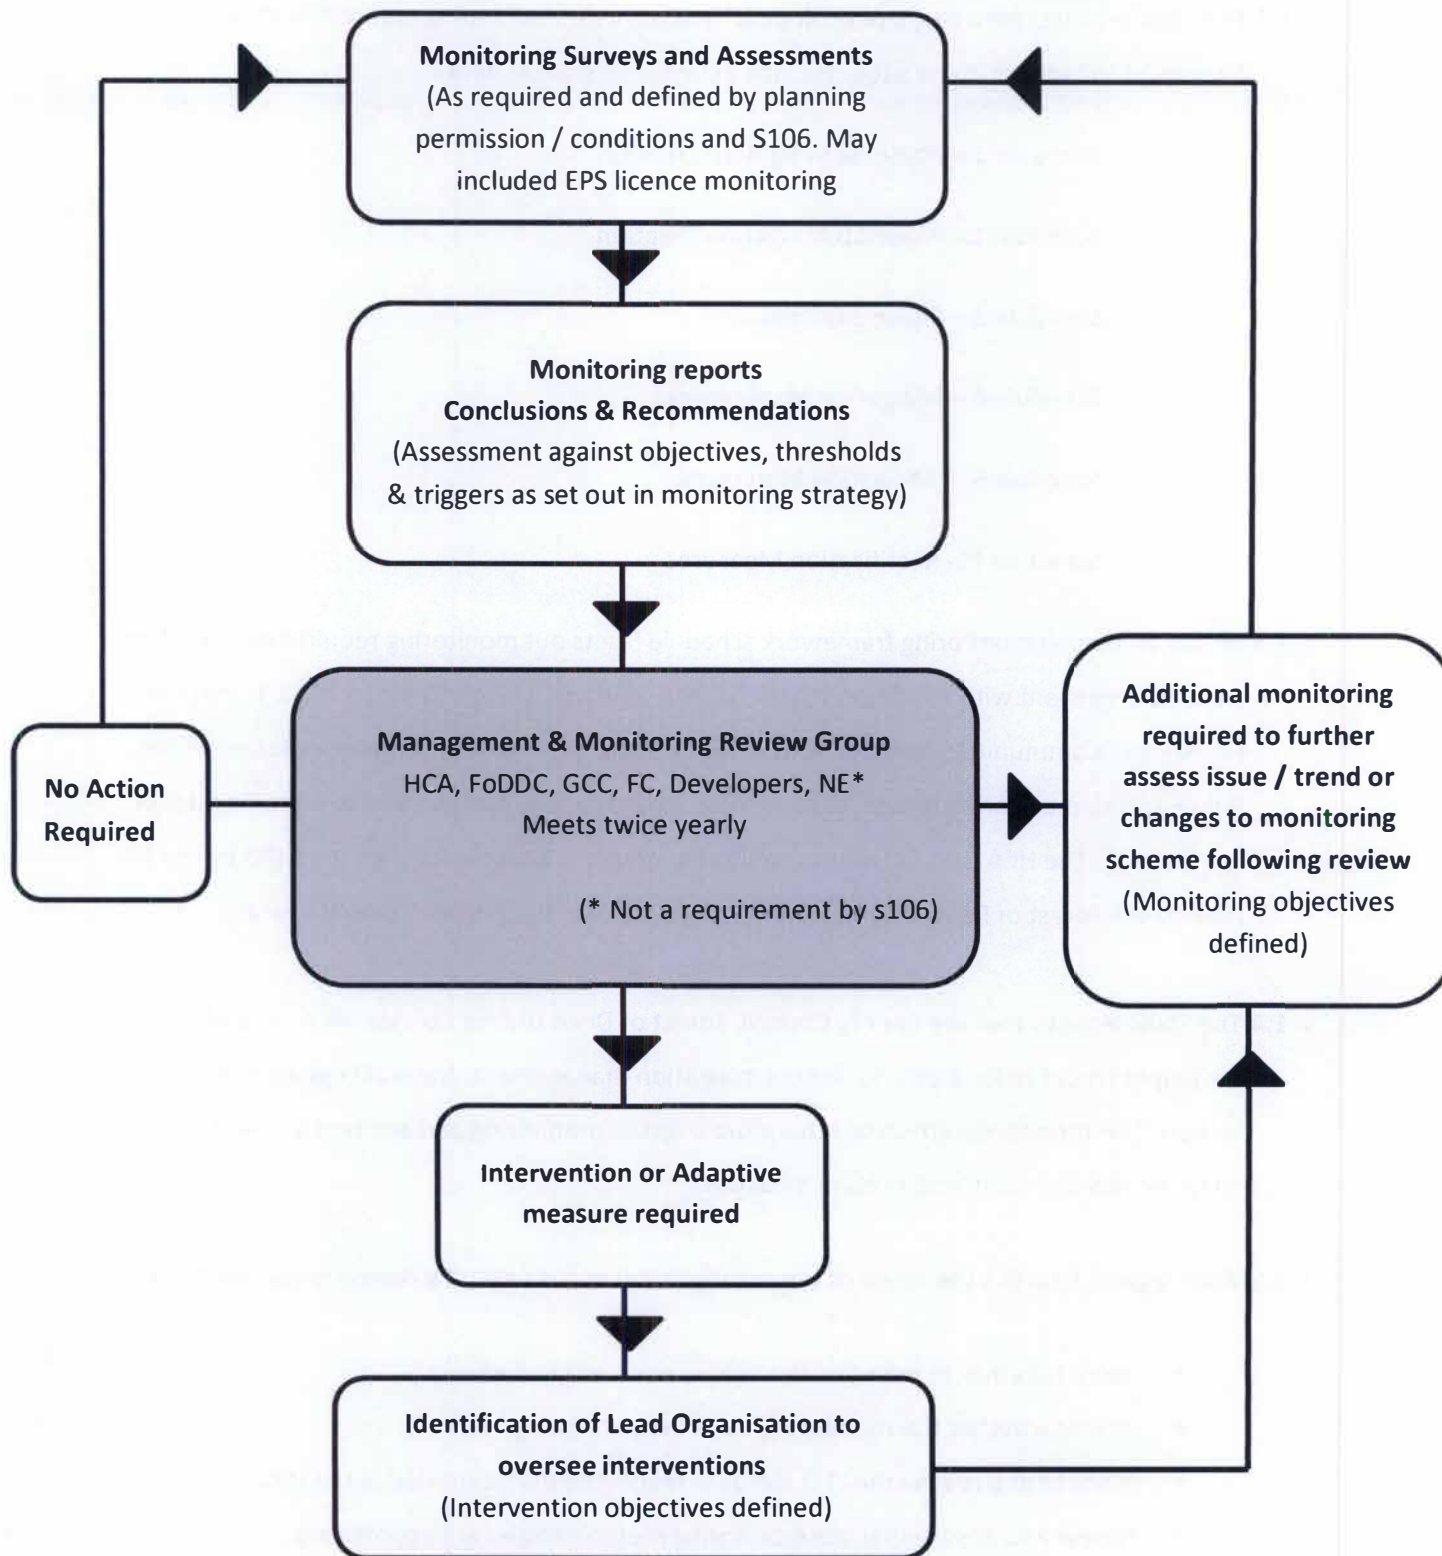 Monitoring Surveys and Assessments
(As required and defined by planning
permission / conditions and S106. May
included EPS licence monitoring
Monitoring reports
Conclusions & Recommendations
(Assessment against objectives, thresholds
& triggers as set out in monitoring strategy)
Management & Monitoring Review Group
HCA, FoDDC, GCC, FC, Developers, NE*
Meets twice yearly
(* Not a requirement by s106)
No Action
Required
Additional monitoring
required to further
assess issue / trend or
changes to monitoring
scheme following review
(Monitoring objectives
defined)
Intervention or Adaptive
measure required
Identification of Lead Organisation to
oversee interventions
(Intervention objectives defined)